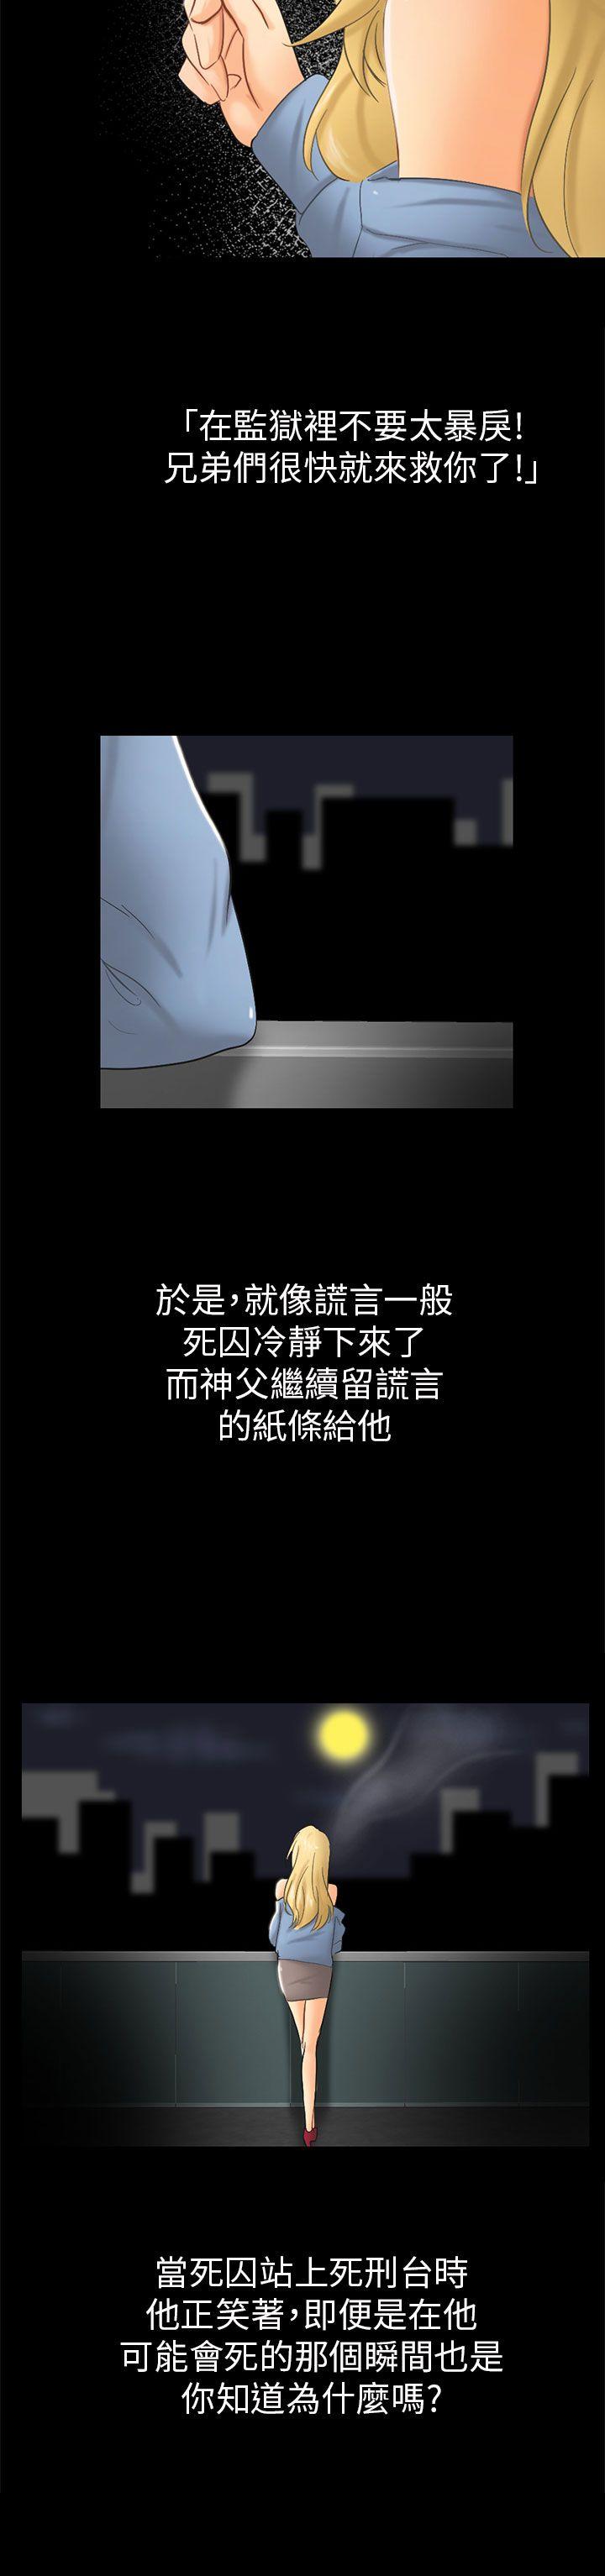 「在監獄裡不要太暴戾!
兄弟們很快就來救你了!」
於是,就像謊言一般
死囚冷靜下來了
而神父繼續留謊言
的紙條給他
當死囚站上死刑台時
他正笑著,即便是在他
可能會死的那個瞬間也是
你知道為什麼嗎?